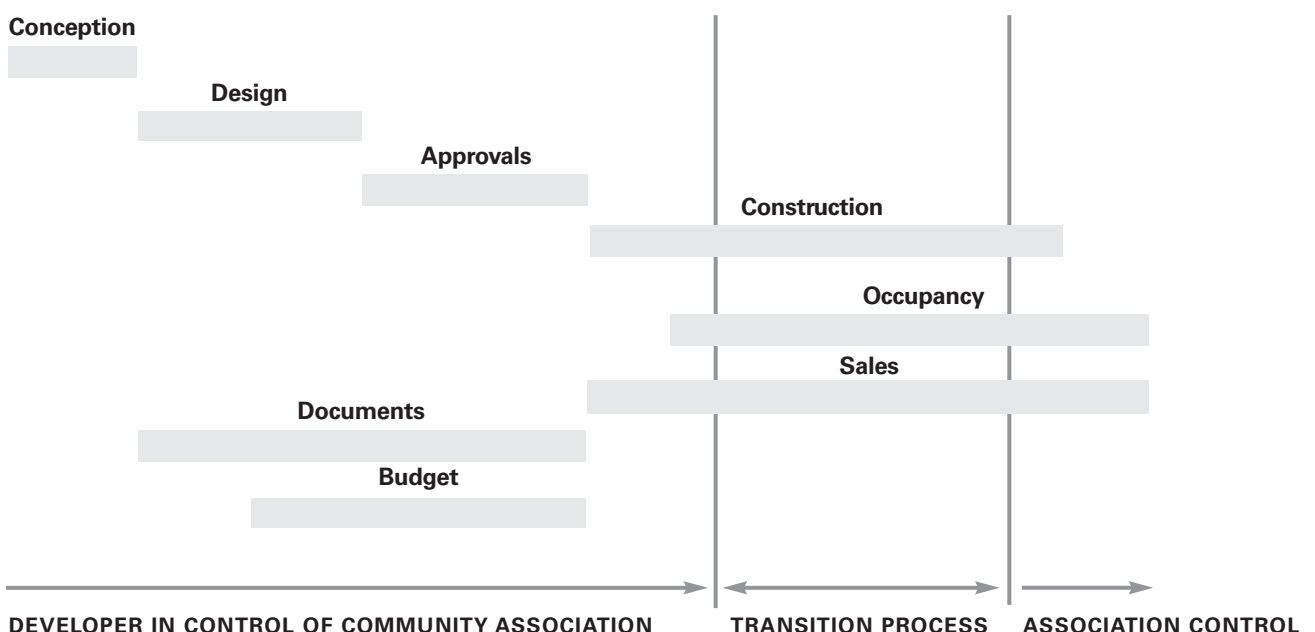 Conception
Design
Approvals
Construction
Occupancy
Sales
Documents
Budget
DEVELOPER IN CONTROL OF COMMUNITY ASSOCIATION
TRANSITION PROCESS
ASSOCIATION CONTROL